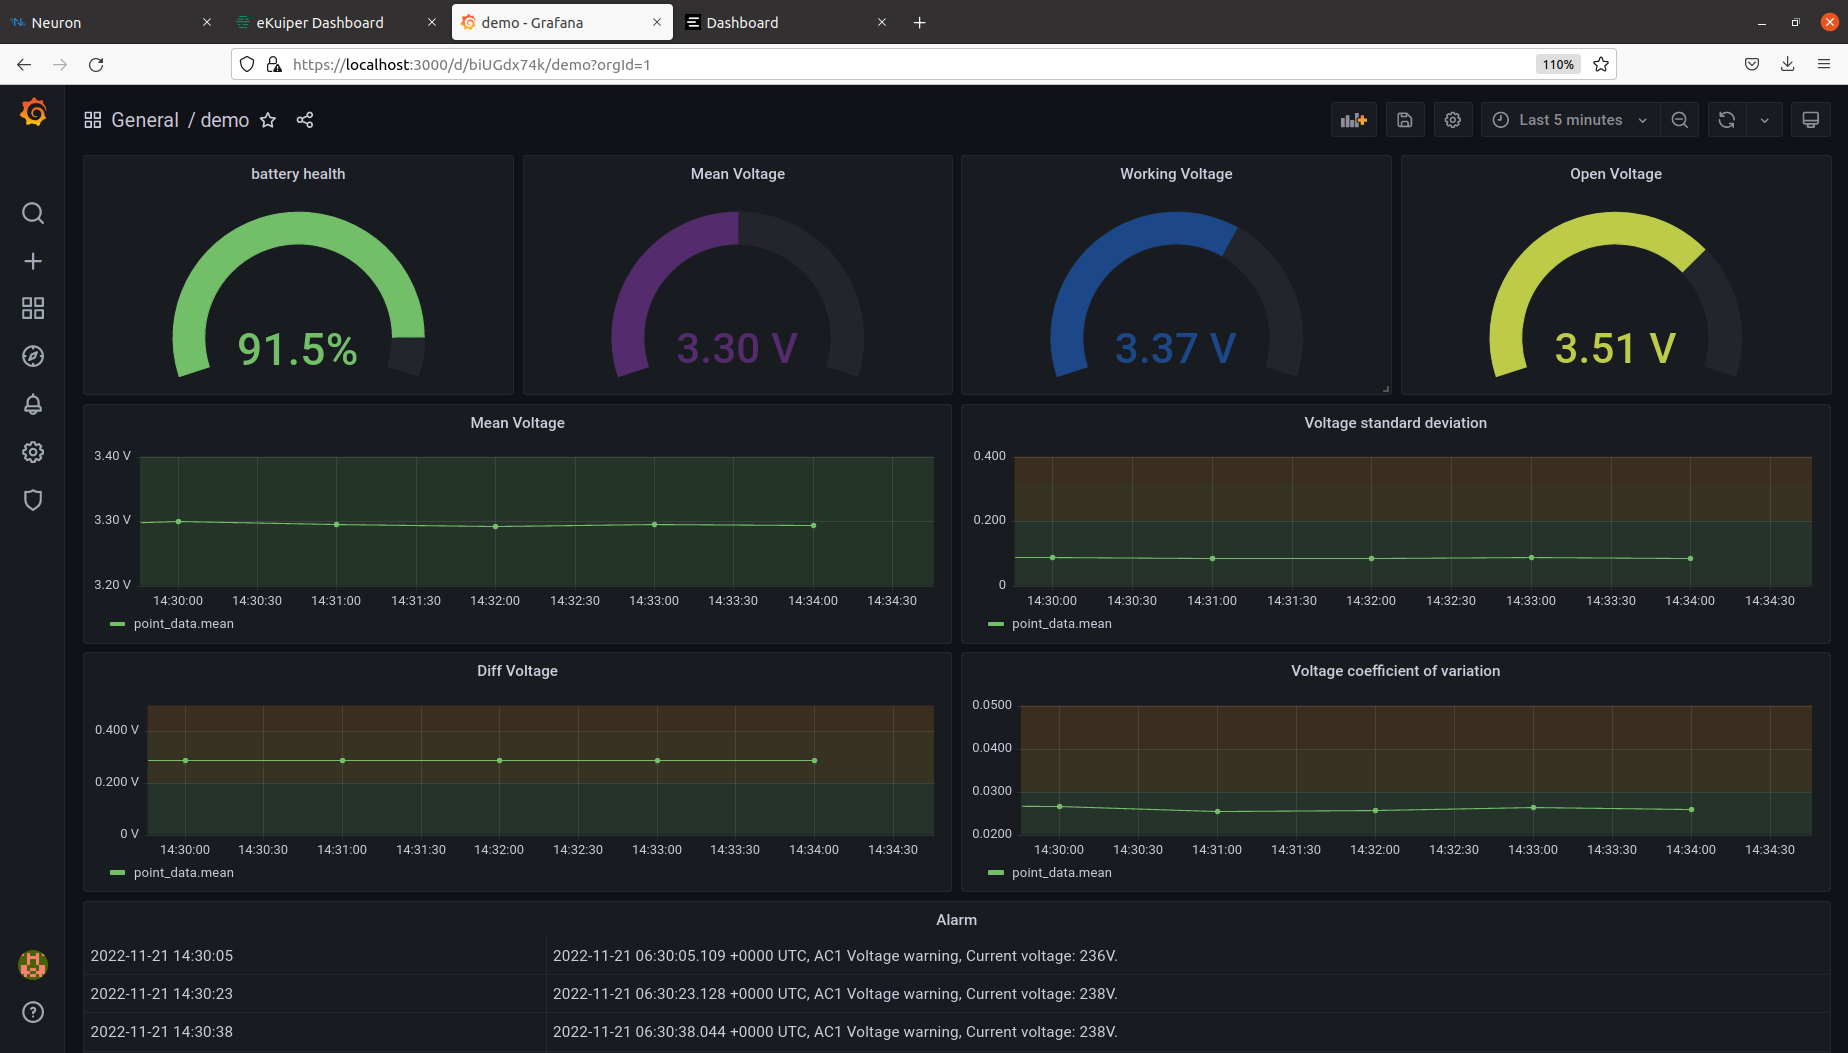 Neuron
eKuiper Dashboard
demo - Grafana
Dashboard
https://localhost:3000/d/biUGdx74k/demo?orgId=1
110%
General / demo
Last 5 minutes
battery health
91.5%
Mean Voltage
3.30 V
Working Voltage
3.37 V
Open Voltage
3.51 V
Mean Voltage
3.40 V
3.30 V
3.20 V
14:30:00 14:30:30 14:31:00 14:31:30 14:32:00 14:32:30 14:33:00 14:33:30 14:34:00 14:34:30
point_data.mean
Voltage standard deviation
0.400
0.200
0
14:30:00 14:30:30 14:31:00 14:31:30 14:32:00 14:32:30 14:33:00 14:33:30 14:34:00 14:34:30
point_data.mean
Diff Voltage
0.400 V
0.200 V
0 V
14:30:00 14:30:30 14:31:00 14:31:30 14:32:00 14:32:30 14:33:00 14:33:30 14:34:00 14:34:30
point_data.mean
Voltage coefficient of variation
0.0500
0.0400
0.0300
0.0200
14:30:00 14:30:30 14:31:00 14:31:30 14:32:00 14:32:30 14:33:00 14:33:30 14:34:00 14:34:30
point_data.mean
Alarm
2022-11-21 14:30:05 2022-11-21 06:30:05.109 +0000 UTC, AC1 Voltage warning, Current voltage: 236V.
2022-11-21 14:30:23 2022-11-21 06:30:23.128 +0000 UTC, AC1 Voltage warning, Current voltage: 238V.
2022-11-21 14:30:38 2022-11-21 06:30:38.044 +0000 UTC, AC1 Voltage warning, Current voltage: 238V.